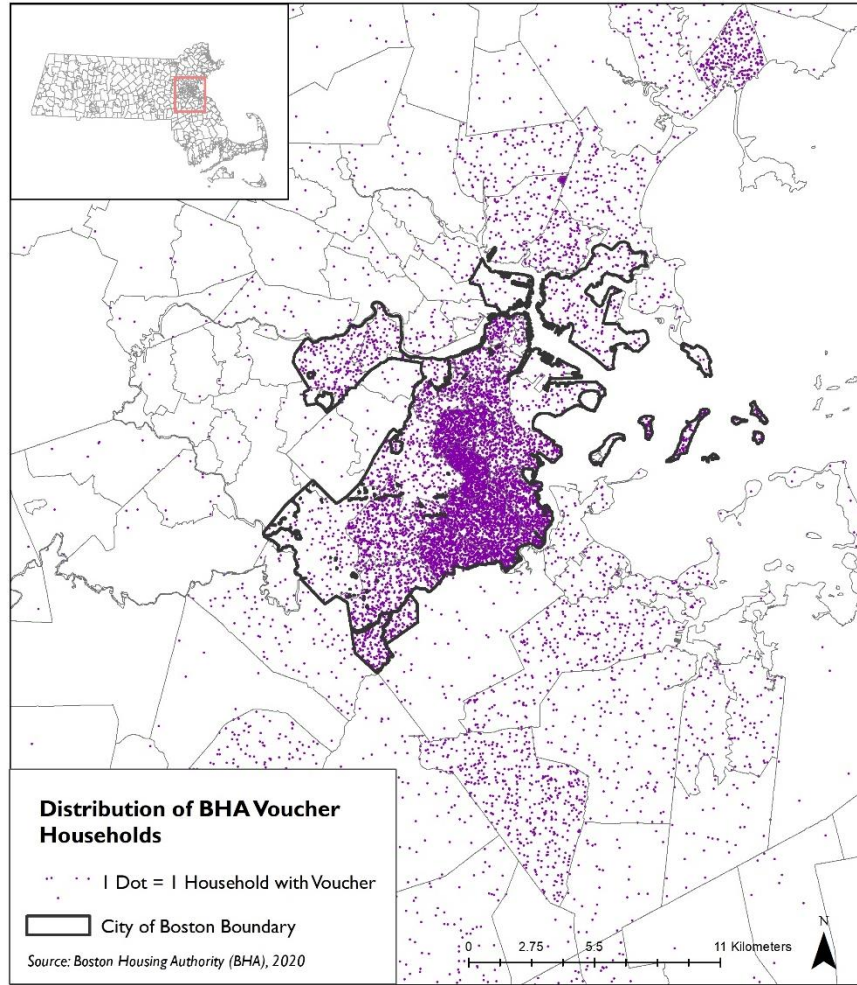 Distribution of BHA Voucher
Households
1 Dot = 1 Household with Voucher
City of Boston Boundary
Source: Boston Housing Authority (BHA), 2020
N
0 2.75 5.5 11 Kilometers